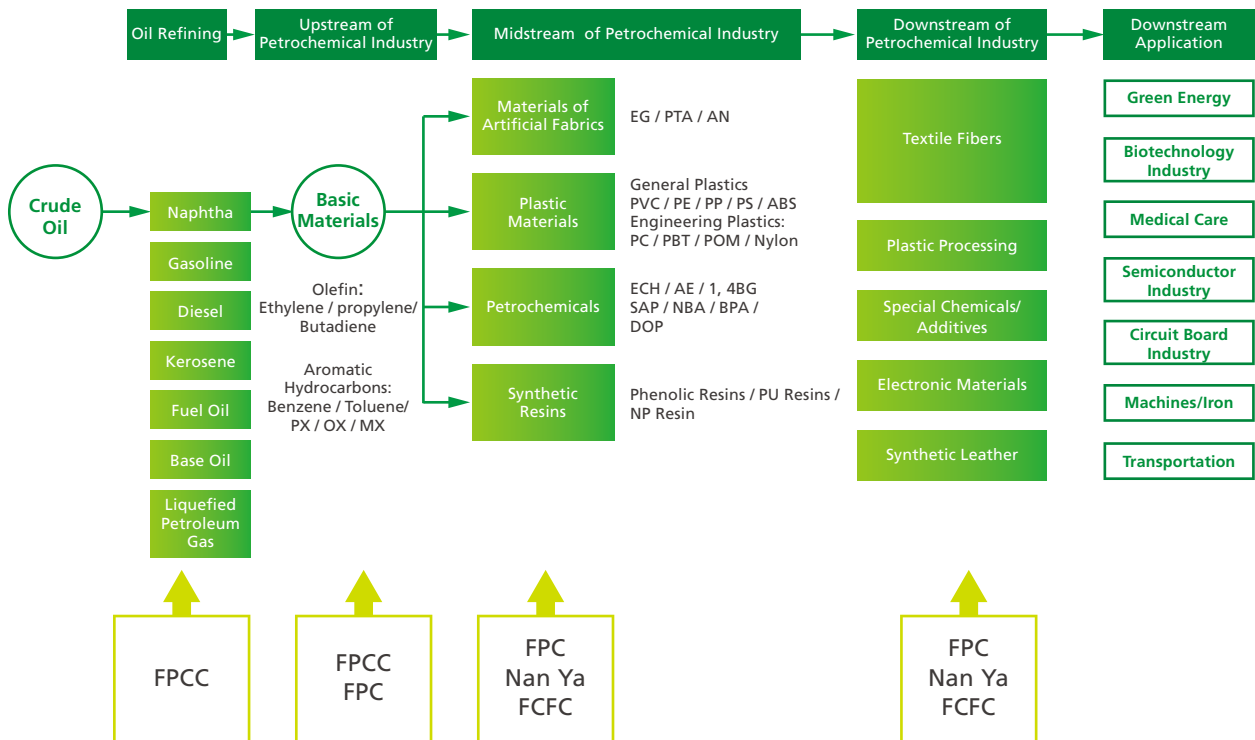 Oil Refining
Upstream of
Petrochemical Industry
Midstream of Petrochemical Industry
Downstream of
Petrochemical Industry
Downstream
Application
Crude
Oil
Naphtha
Gasoline
Diesel
Kerosene
Fuel Oil
Base Oil
Liquefied
Petroleum
Gas
Basic
Materials
Olefin:
Ethylene / propylene/
Butadiene
Aromatic
Hydrocarbons:
Benzene / Toluene/
PX / OX / MX
Materials of
Artificial Fabrics
EG / PTA / AN
Plastic
Materials
General Plastics
PVC / PE / PP / PS / ABS
Engineering Plastics:
PC / PBT / POM / Nylon
Petrochemicals
ECH / AE / 1, 4BG
SAP / NBA / BPA /
DOP
Synthetic
Resins
Phenolic Resins / PU Resins /
NP Resin
Textile Fibers
Plastic Processing
Special Chemicals/
Additives
Electronic Materials
Synthetic Leather
Green Energy
Biotechnology
Industry
Medical Care
Semiconductor
Industry
Circuit Board
Industry
Machines/Iron
Transportation
FPCC
FPCC
FPC
FPC
Nan Ya
FCFC
FPC
Nan Ya
FCFC